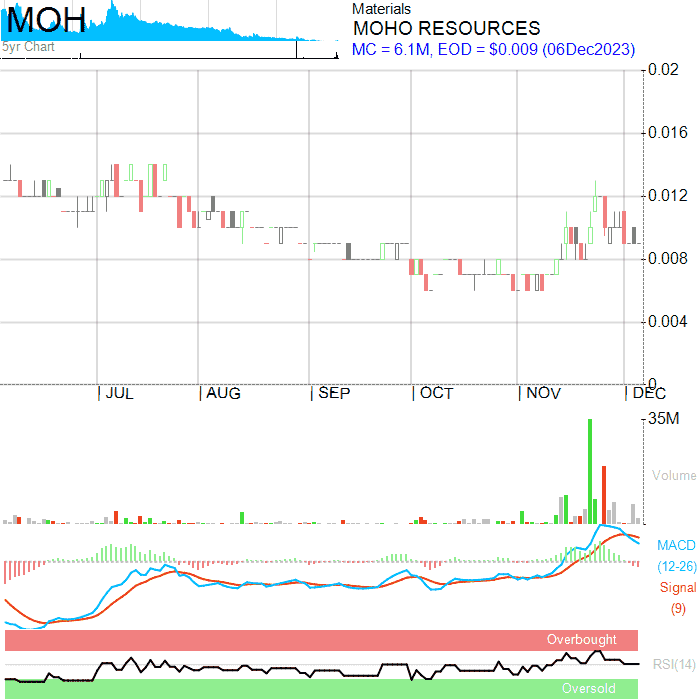 MOH
5yr Chart
Materials
MOHO RESOURCES
MC = 6.1M, EOD = $0.009 (06Dec2023)
0.02
0.016
0.012
0.008
0.004
0
| JUL | AUG | SEP | OCT | NOV | DEC
35M
Volume
MACD
(12-26)
Signal
(9)
Overbought
RSI(14)
Oversold